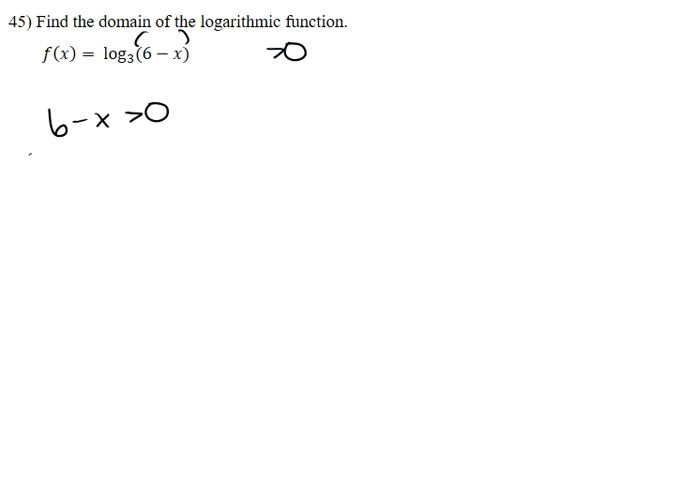 45) Find the domain of the logarithmic function.
f(x) = log₃(6 − x) >0
6-x >0